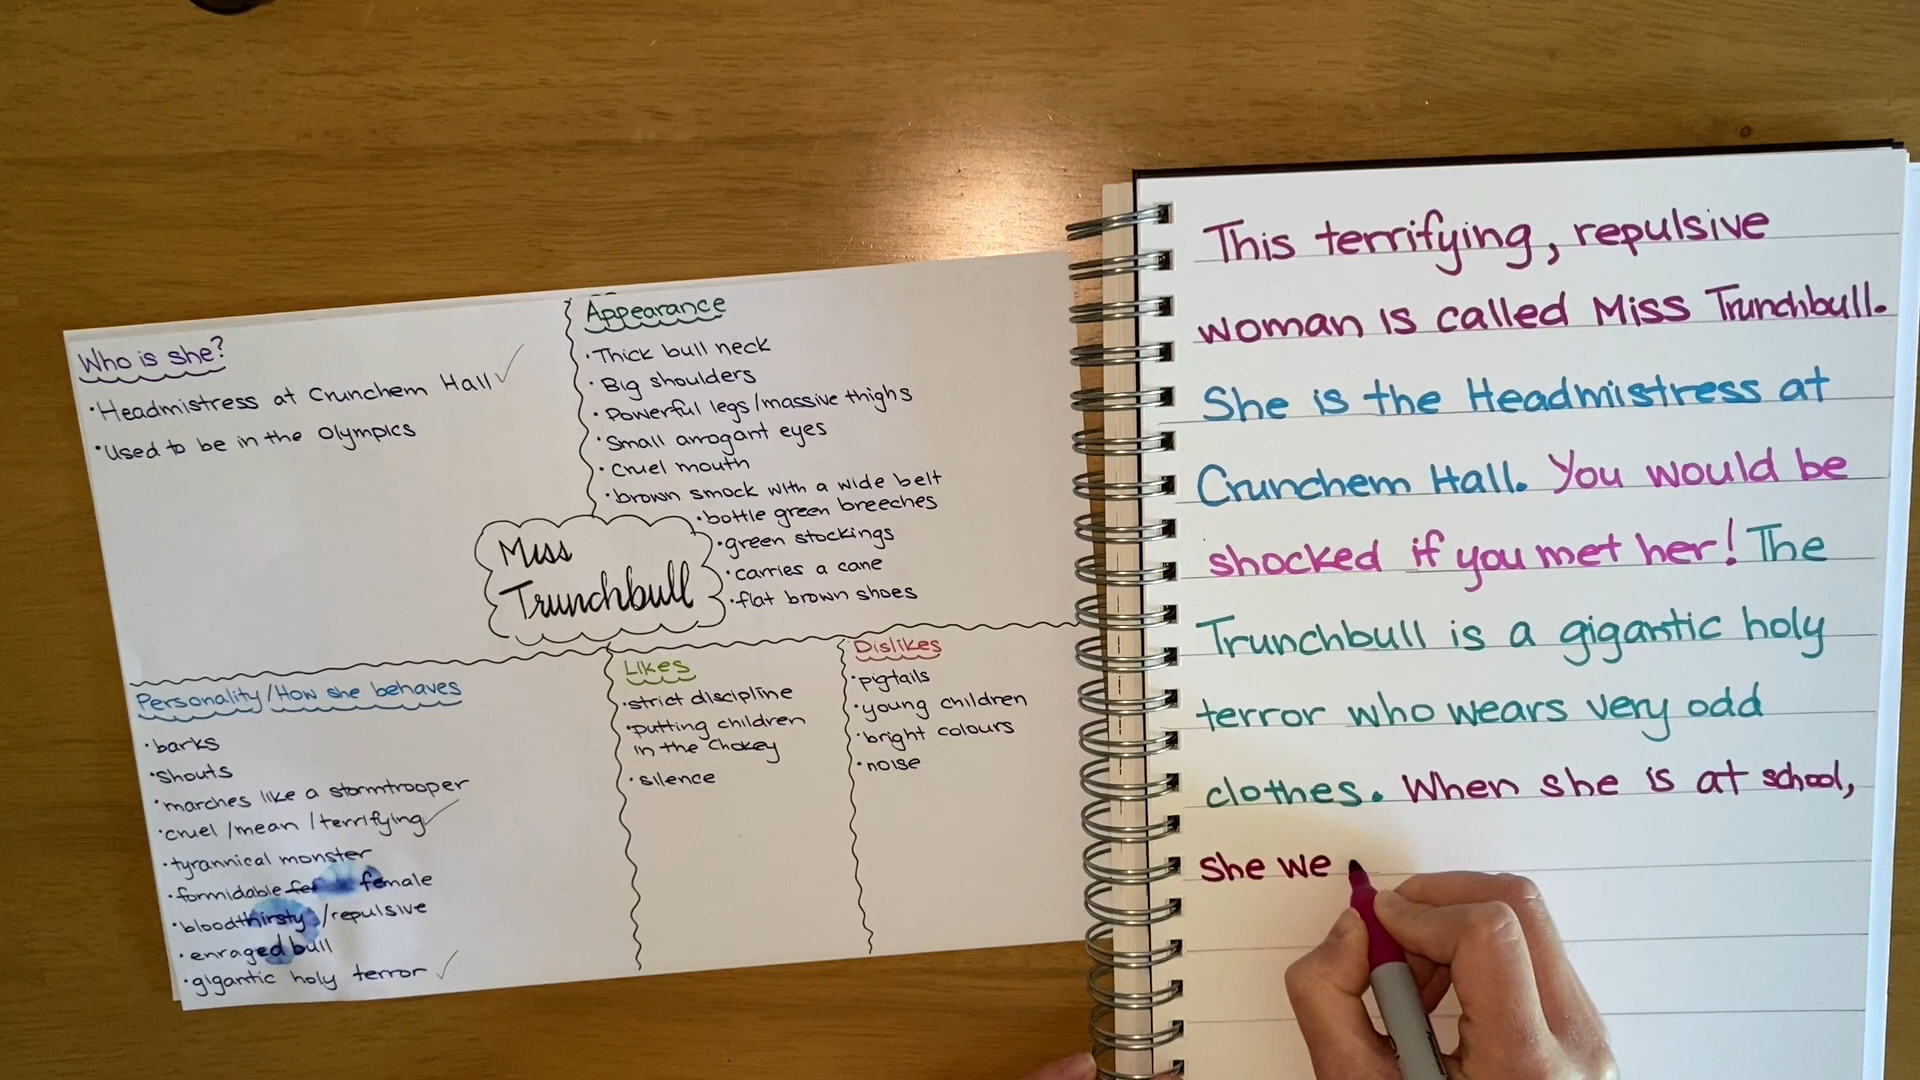 Who is she?
·Headmistress at Crunchem Hall ✓
·Used to be in the Olympics
Appearance
·Thick bull neck
·Big shoulders
·Powerful legs/massive thighs
·Small arrogant eyes
·Cruel mouth
·brown smock with a wide belt
·bottle green breeches
·green stockings
·carries a cane
·flat brown shoes
Miss
Trunchbull
Personality/How she behaves
·barks
·Shouts
·marches like a stormtrooper
·cruel/mean/terrifying ✓
·tyrannical monster
·formidable female
·bloodthirsty/repulsive
·enraged bull
·gigantic holy terror ✓
Likes
·strict discipline
·putting children
in the Chokey
·silence
Dislikes
·pigtails
·young children
·bright colours
·noise
This terrifying, repulsive
woman is called Miss Trunchbull.
She is the Headmistress at
Crunchem Hall. You would be
shocked if you met her! The
Trunchbull is a gigantic holy
terror who wears very odd
clothes. When she is at school,
she we